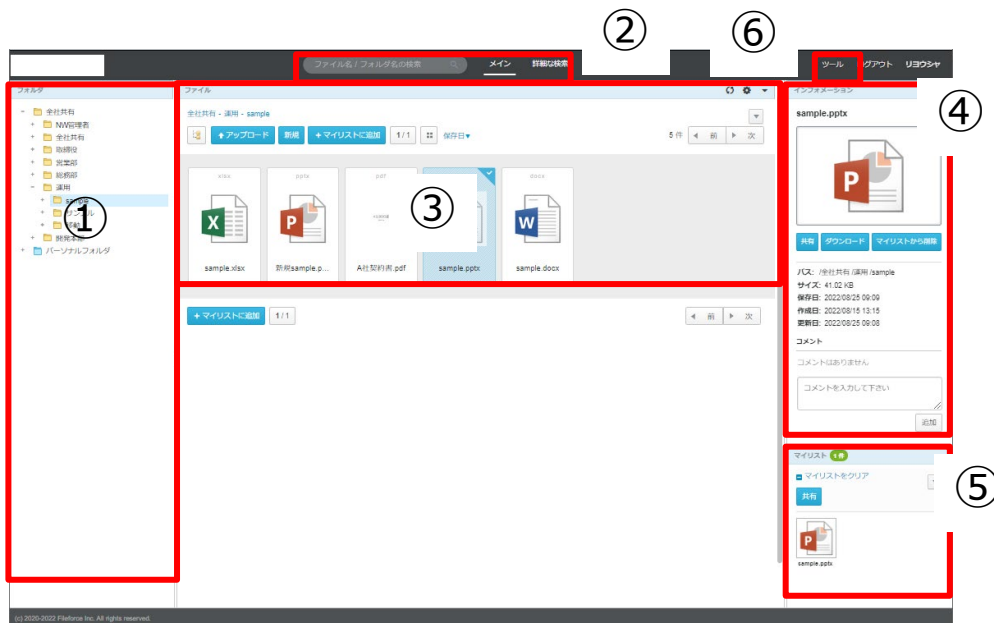 ②
⑥
ファイル名 / フォルダ名の検索
メイン
詳細な検索
ツール
グアウト
リヨウシャ
フォルダ
- 全社共有
+ NW管理者
+ 全社共有
+ 取締役
+ 営業部
+ 総務部
- 運用
+ sample
+ サンプル
+ 移動
+ 開発本部
+ パーソナルフォルダ
①
ファイル
全社共有 - 運用 - sample
アップロード
新規
+ マイリストに追加
1 / 1
保存日▼
5 件
前
次
xlsx
pptx
pdf
docx
X
P
W
③
sample.xlsx
新規sample.p...
A社契約書.pdf
sample.pptx
sample.docx
+ マイリストに追加
1 / 1
前
次
インフォメーション
④
sample.pptx
P
共有
ダウンロード
マイリストから削除
パス: /全社共有 /運用 /sample
サイズ: 41.02 KB
保存日: 2022/08/25 09:09
作成日: 2022/08/15 13:15
更新日: 2022/08/25 09:08
コメント
コメントはありません
コメントを入力して下さい
追加
マイリスト 1 件
マイリストをクリア
共有
⑤
P
sample.pptx
(c) 2020-2022 Fileforce Inc. All rights reserved.